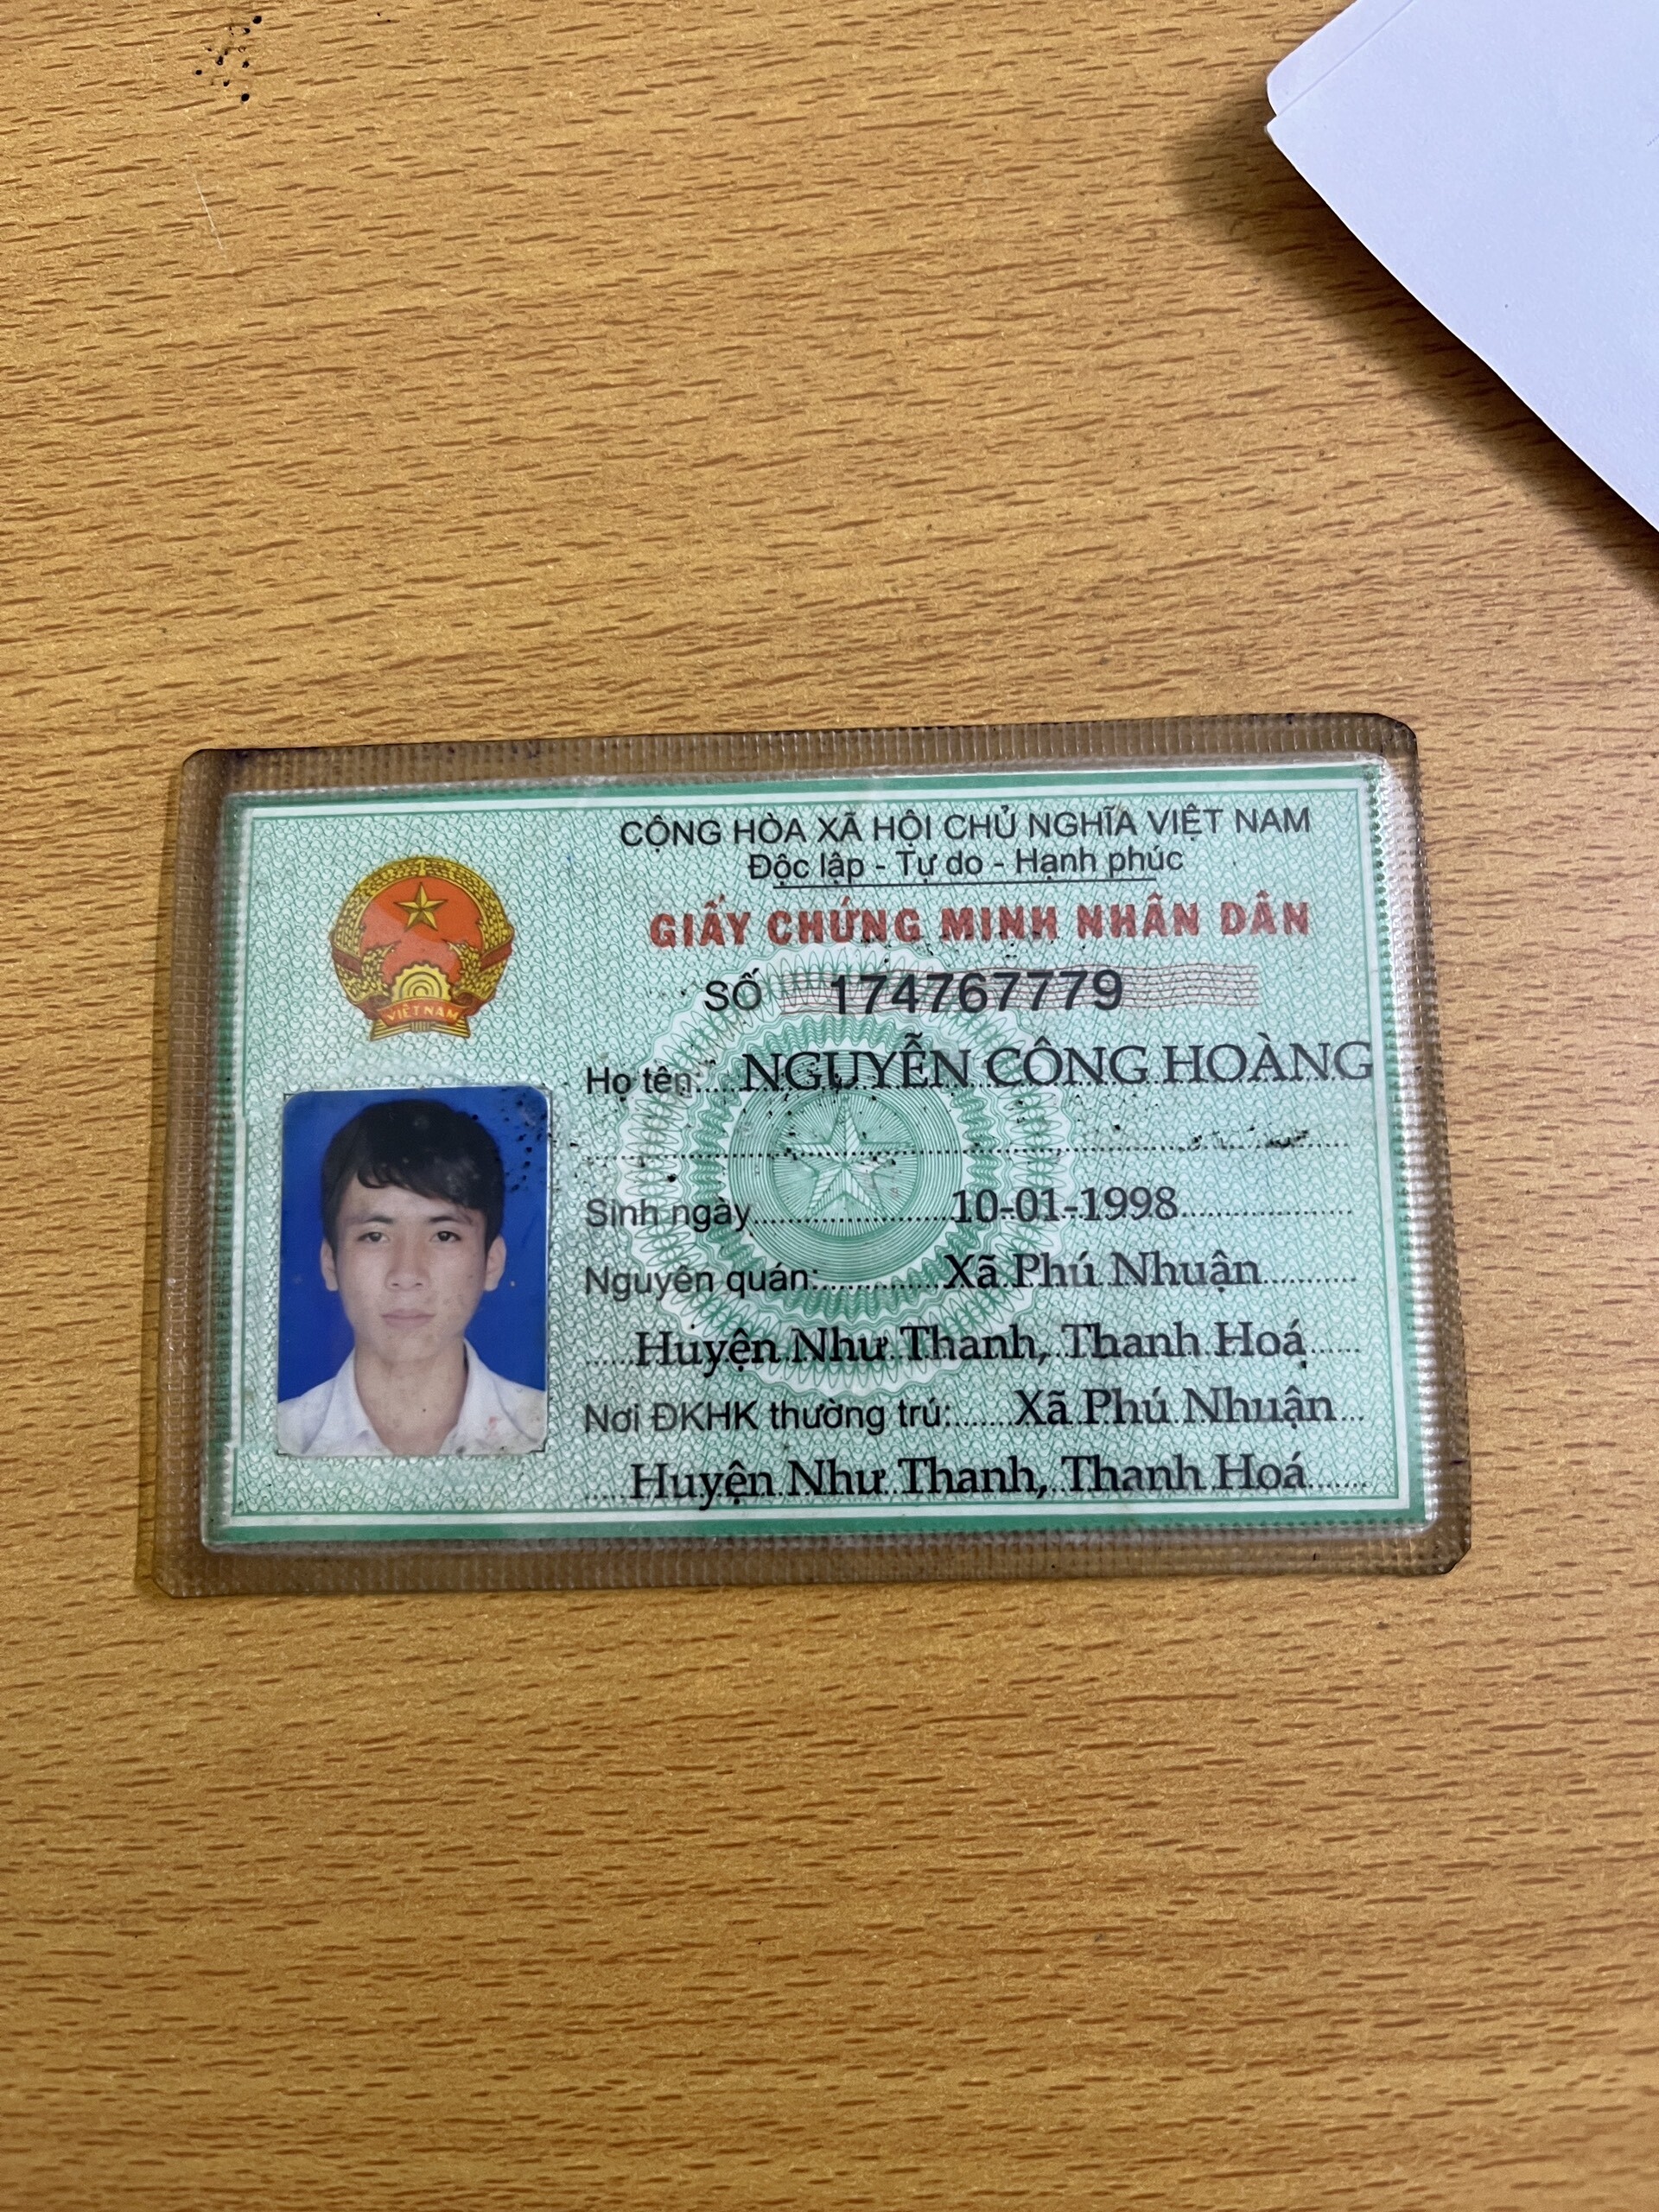 CỘNG HÒA XÃ HỘI CHỦ NGHĨA VIỆT NAM
Độc lập - Tự do - Hạnh phúc
GIẤY CHỨNG MINH NHÂN DÂN
SỐ 174767779
Họ tên: NGUYỄN CÔNG HOÀNG
Sinh ngày 10-01-1998
Nguyên quán: Xã Phú Nhuận
Huyện Như Thanh, Thanh Hoá
Nơi ĐKHK thường trú: Xã Phú Nhuận
Huyện Như Thanh, Thanh Hoá
VIỆT NAM